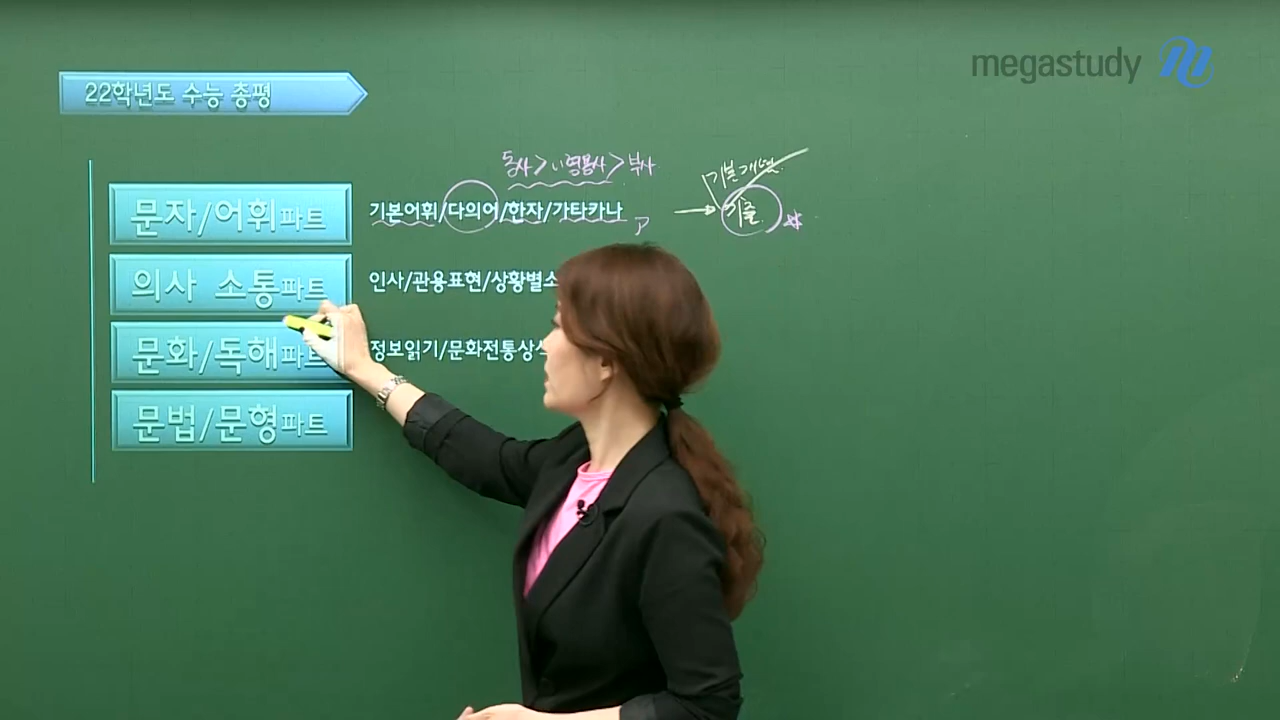 megastudy
22학년도 수능 총평
동사 > い형용사 > 부사
문자/어휘파트
기본어휘/다의어/한자/가타카나
기본개념
기출
의사 소통파트
인사/관용표현/상황별소
문화/독해파트
정보읽기/문화전통상식
문법/문형파트